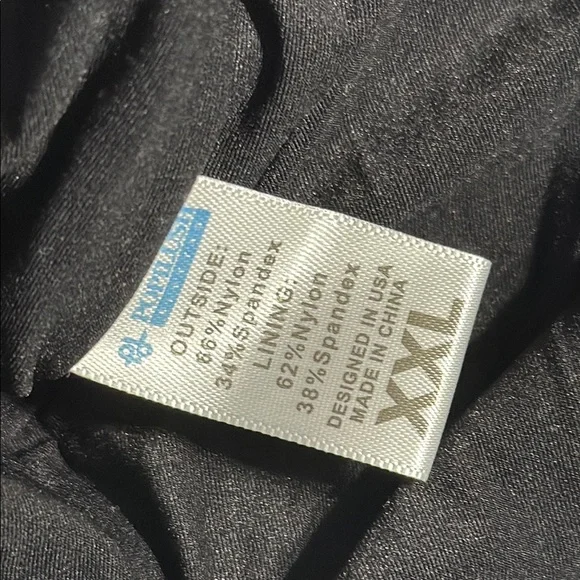 OUTSIDE:
66%Nylon
34%Spandex
LINING:
62%Nylon
38%Spandex
DESIGNED IN USA
MADE IN CHINA
XXL